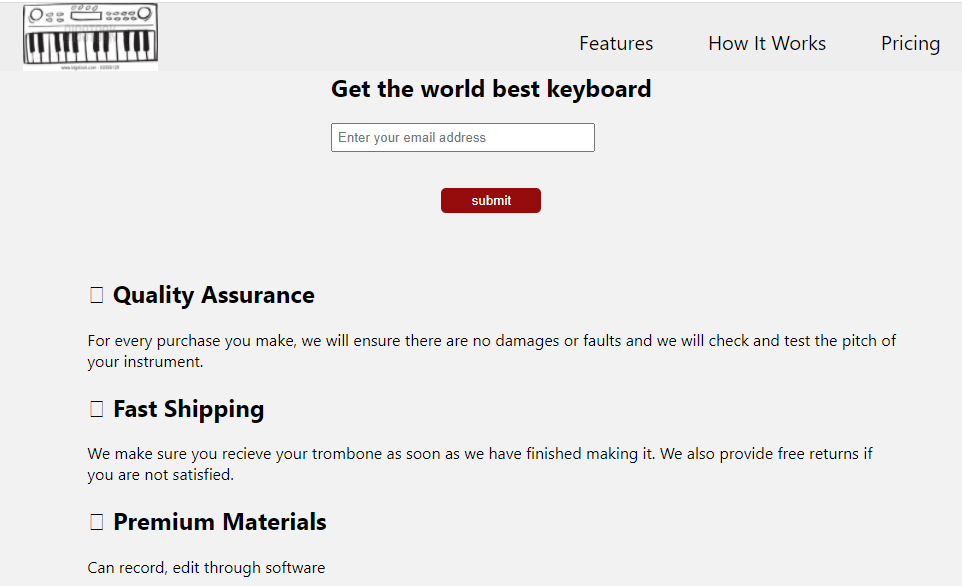 Features How It Works Pricing
Get the world best keyboard
Enter your email address
submit
Quality Assurance
For every purchase you make, we will ensure there are no damages or faults and we will check and test the pitch of
your instrument.
Fast Shipping
We make sure you recieve your trombone as soon as we have finished making it. We also provide free returns if
you are not satisfied.
Premium Materials
Can record, edit through software